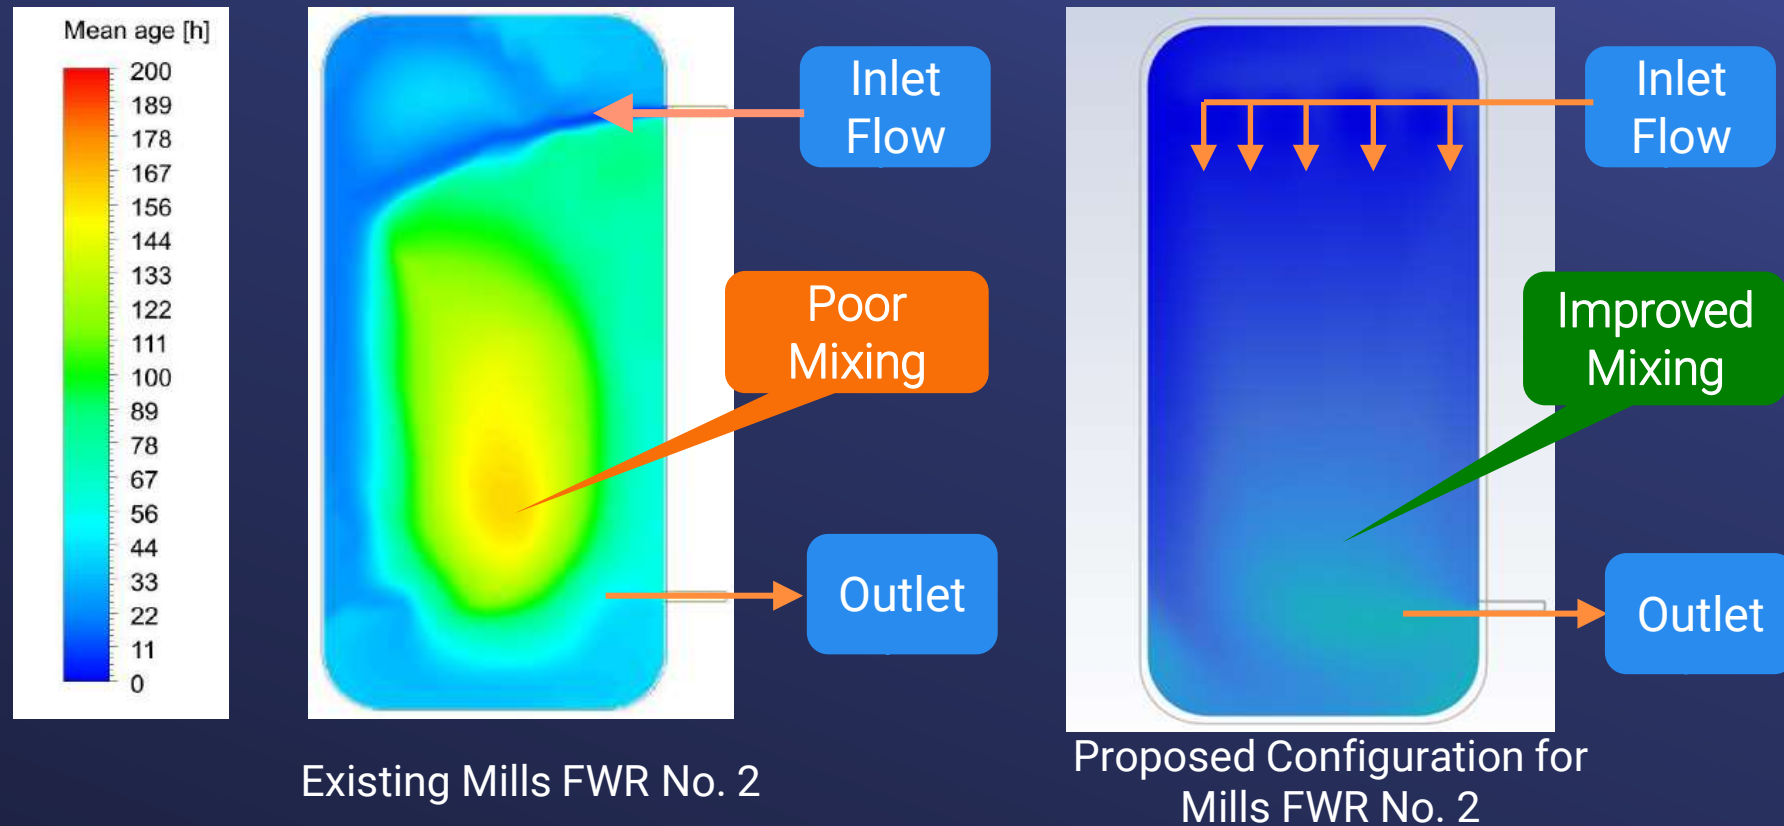 Mean age [h]
200
189
178
167
156
144
133
122
111
100
89
78
67
56
44
33
22
11
0
Inlet
Flow
Poor
Mixing
Outlet
Existing Mills FWR No. 2
Inlet
Flow
Improved
Mixing
Outlet
Proposed Configuration for
Mills FWR No. 2